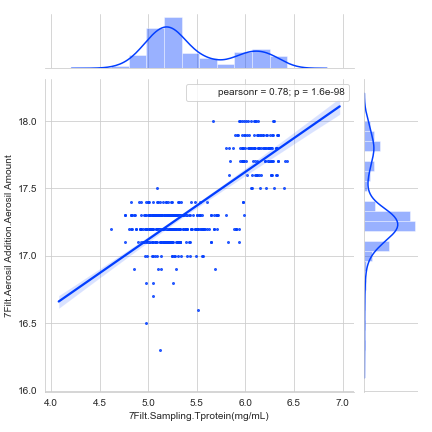 pearsonr = 0.78; p = 1.6e-98
18.0
17.5
17.0
16.5
16.0
7Filt.Aerosil Addition.Aerosil Amount
4.0 4.5 5.0 5.5 6.0 6.5 7.0
7Filt.Sampling.Tprotein(mg/mL)